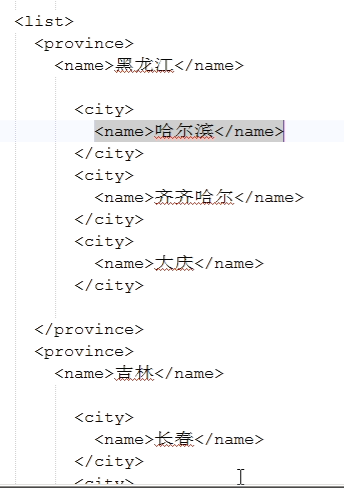 <list>
<province>
<name>黑龙江</name>
<city>
<name>哈尔滨</name>
</city>
<city>
<name>齐齐哈尔</name>
</city>
<city>
<name>大庆</name>
</city>
</province>
<province>
<name>吉林</name>
<city>
<name>长春</name>
</city>
<city>